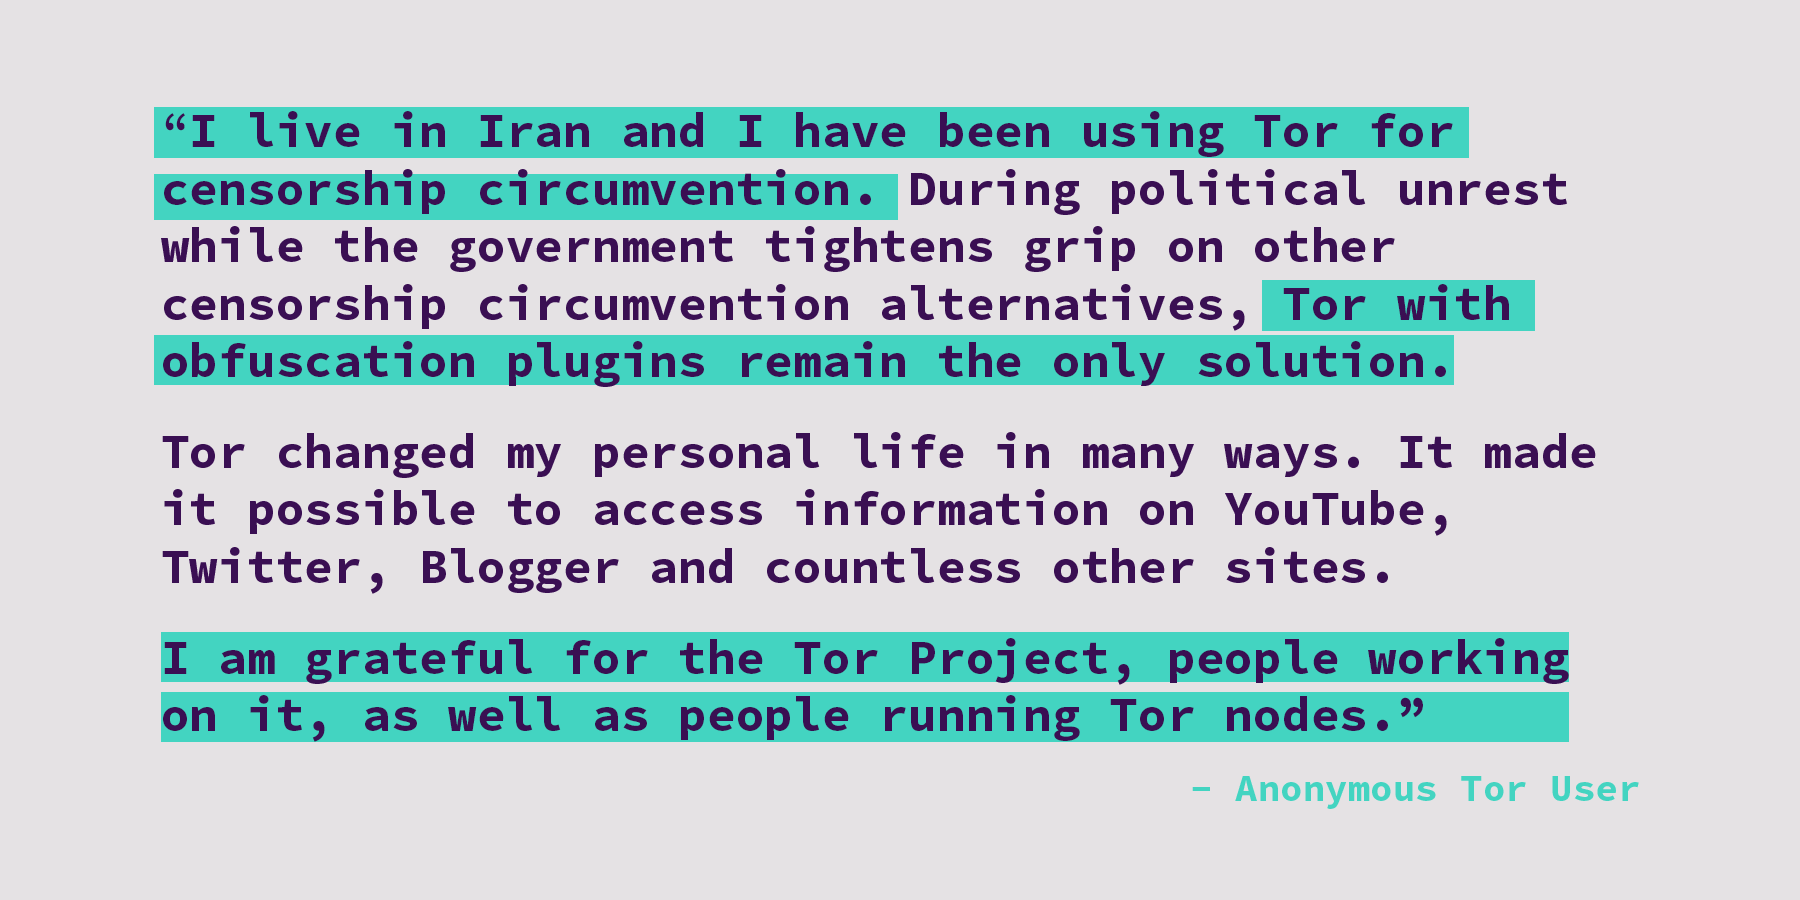 “I live in Iran and I have been using Tor for
censorship circumvention. During political unrest
while the government tightens grip on other
censorship circumvention alternatives, Tor with
obfuscation plugins remain the only solution.
Tor changed my personal life in many ways. It made
it possible to access information on YouTube,
Twitter, Blogger and countless other sites.
I am grateful for the Tor Project, people working
on it, as well as people running Tor nodes.”
– Anonymous Tor User